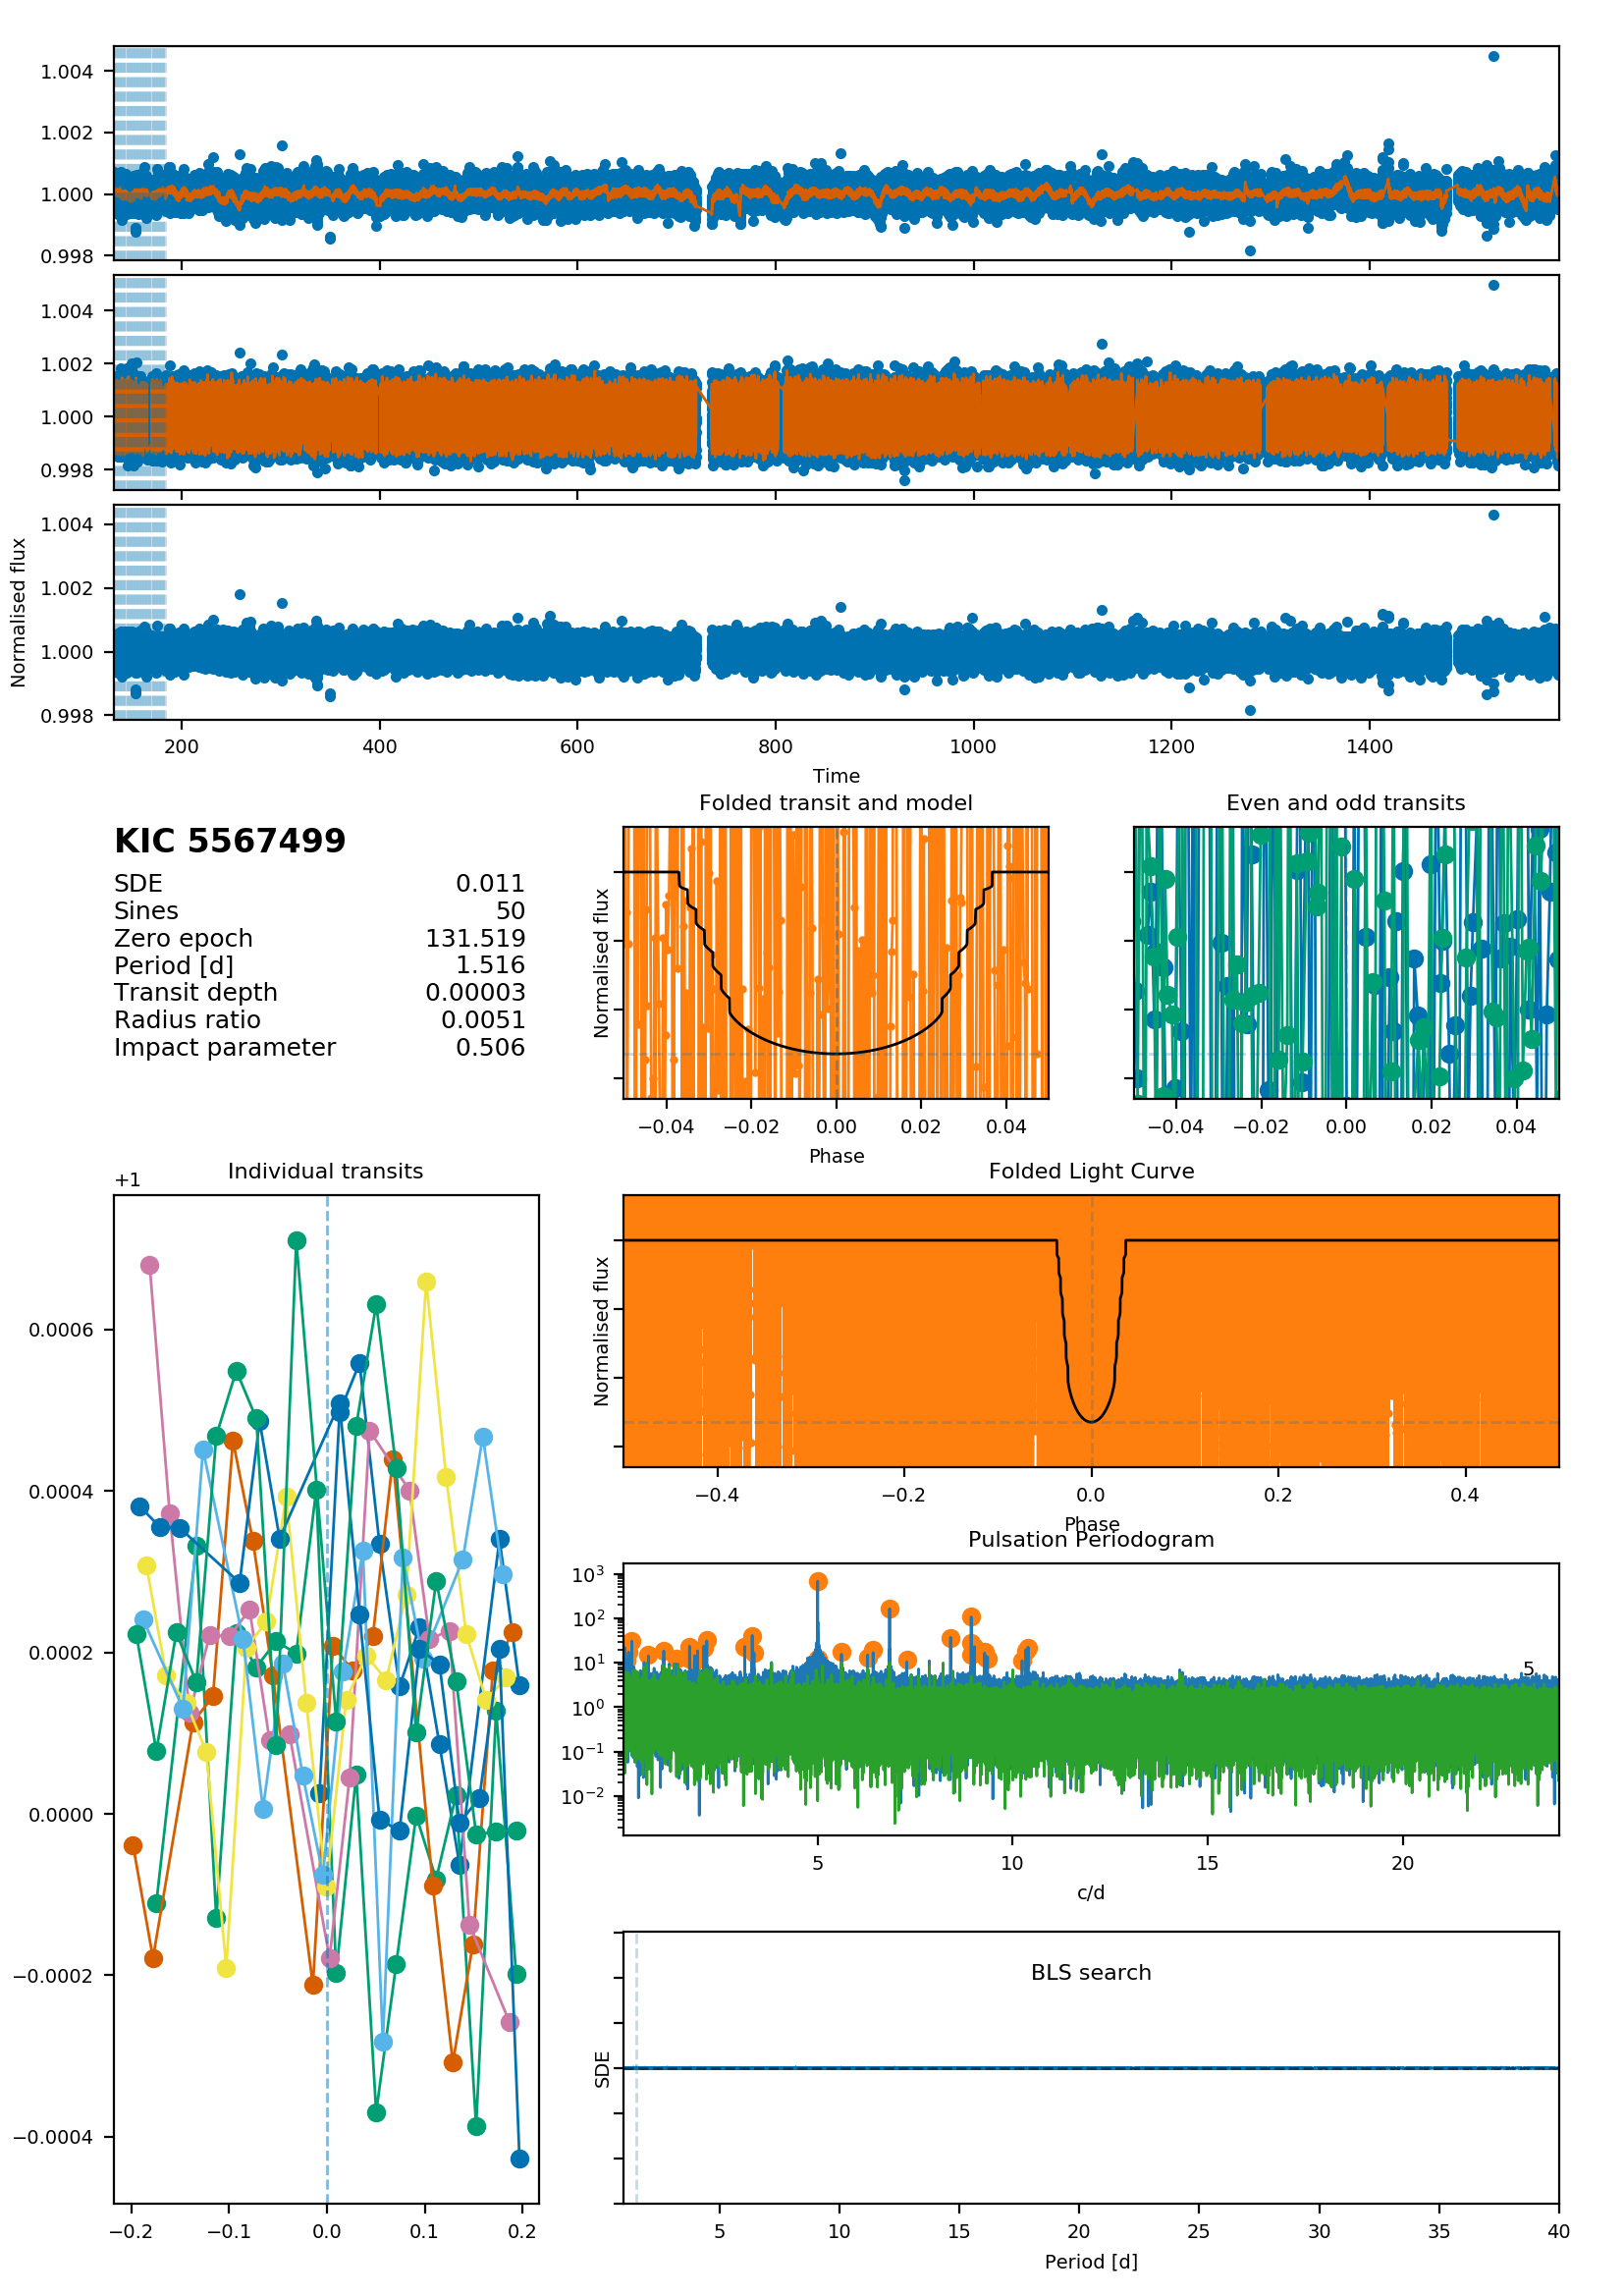 1.004
1.002
1.000
0.998
1.004
1.002
1.000
0.998
1.004
1.002
1.000
0.998
Normalised flux
200 400 600 800 1000 1200 1400
Time
KIC 5567499
SDE 0.011
Sines 50
Zero epoch 131.519
Period [d] 1.516
Transit depth 0.00003
Radius ratio 0.0051
Impact parameter 0.506
Folded transit and model
Normalised flux
−0.04 −0.02 0.00 0.02 0.04
Phase
Even and odd transits
−0.04 −0.02 0.00 0.02 0.04
Individual transits
+1
0.0006
0.0004
0.0002
0.0000
−0.0002
−0.0004
−0.2 −0.1 0.0 0.1 0.2
Folded Light Curve
Normalised flux
−0.4 −0.2 0.0 0.2 0.4
Phase
Pulsation Periodogram
10³
10²
10¹
10⁰
10⁻¹
10⁻²
5
5 10 15 20
c/d
BLS search
SDE
5 10 15 20 25 30 35 40
Period [d]